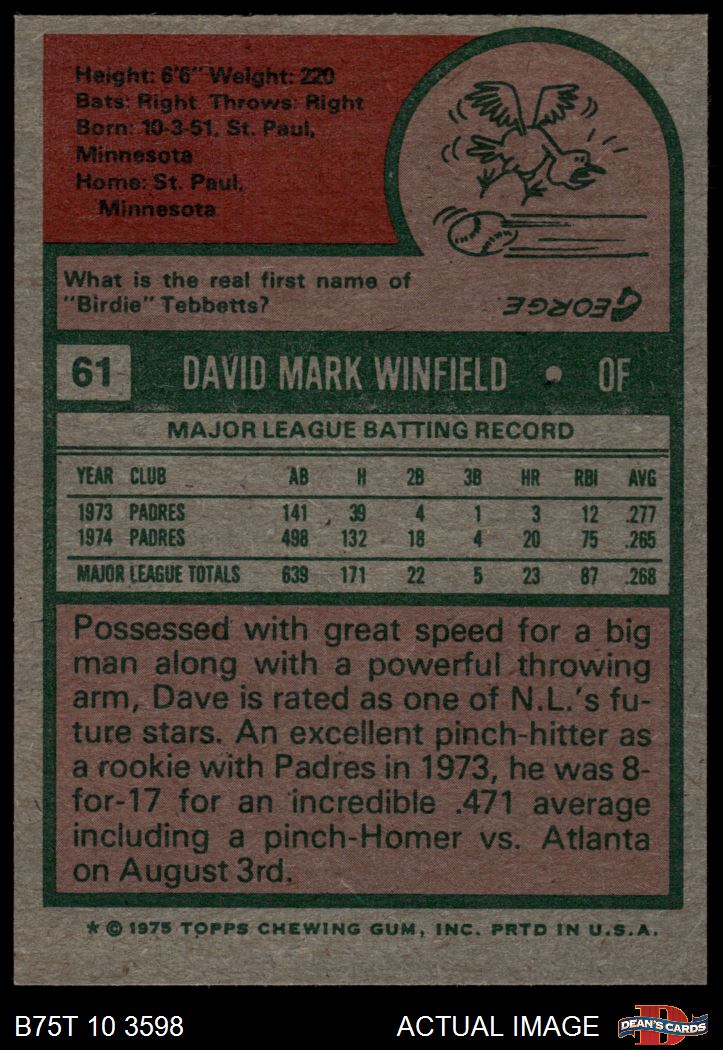 Height: 6'6" Weight: 220
Bats: Right Throws: Right
Born: 10-3-51, St. Paul,
Minnesota
Home: St. Paul,
Minnesota
What is the real first name of
"Birdie" Tebbetts?
GEORGE.
61 DAVID MARK WINFIELD • OF
MAJOR LEAGUE BATTING RECORD
YEAR CLUB AB H 2B 3B HR RBI AVG
1973 PADRES 141 39 4 1 3 12 .277
1974 PADRES 498 132 18 4 20 75 .265
MAJOR LEAGUE TOTALS 639 171 22 5 23 87 .268
Possessed with great speed for a big
man along with a powerful throwing
arm, Dave is rated as one of N.L.'s fu-
ture stars. An excellent pinch-hitter as
a rookie with Padres in 1973, he was 8-
for-17 for an incredible .471 average
including a pinch-Homer vs. Atlanta
on August 3rd.
* © 1975 TOPPS CHEWING GUM, INC. PRTD IN U.S.A.
B75T 10 3598 ACTUAL IMAGE D DEAN'S CARDS